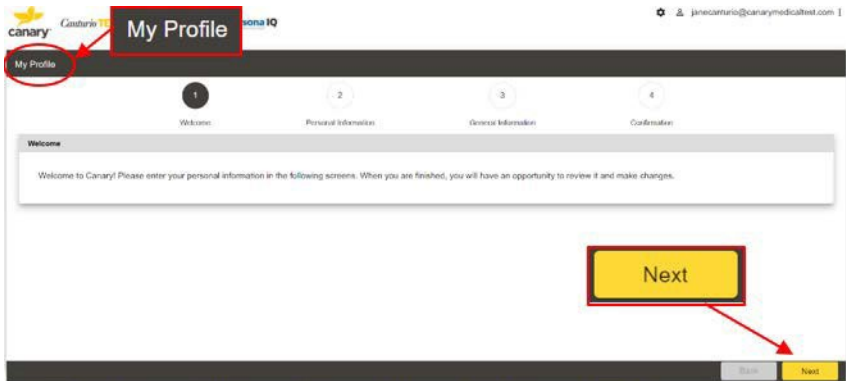 canary
Canturio TE
sona IQ
janecanturio@canarymedicaltest.com
My Profile
My Profile
1
2
3
4
Welcome
Personal Information
General Information
Confirmation
Welcome
Welcome to Canary! Please enter your personal information in the following screens. When you are finished, you will have an opportunity to review it and make changes.
Next
Back
Next